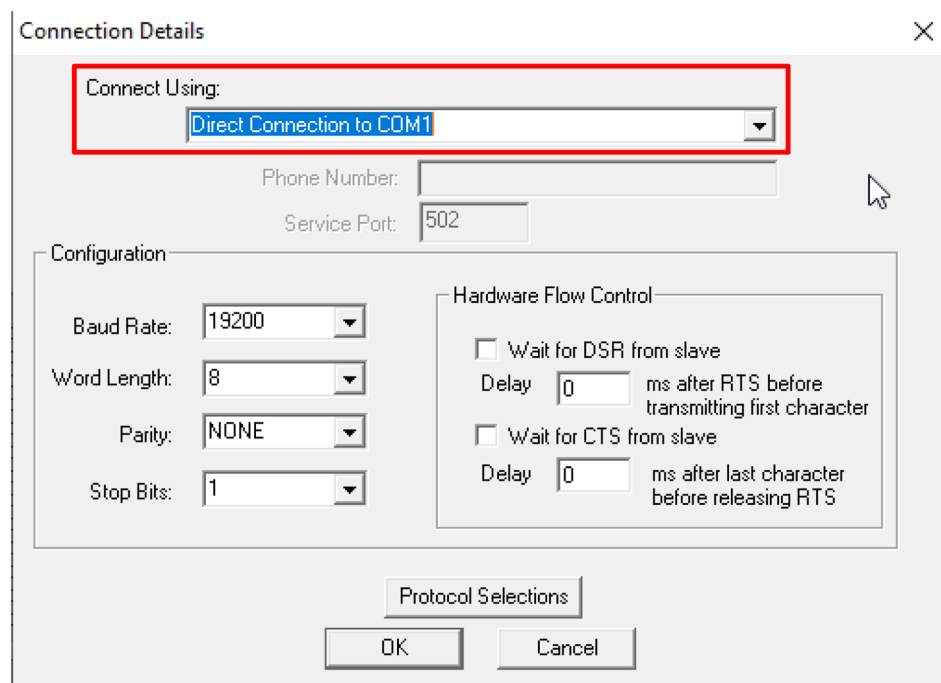 Connection Details
Connect Using:
Direct Connection to COM1
Phone Number:
Service Port: 502
Configuration
Baud Rate: 19200
Word Length: 8
Parity: NONE
Stop Bits: 1
Hardware Flow Control
Wait for DSR from slave
Delay 0 ms after RTS before
transmitting first character
Wait for CTS from slave
Delay 0 ms after last character
before releasing RTS
Protocol Selections
OK Cancel